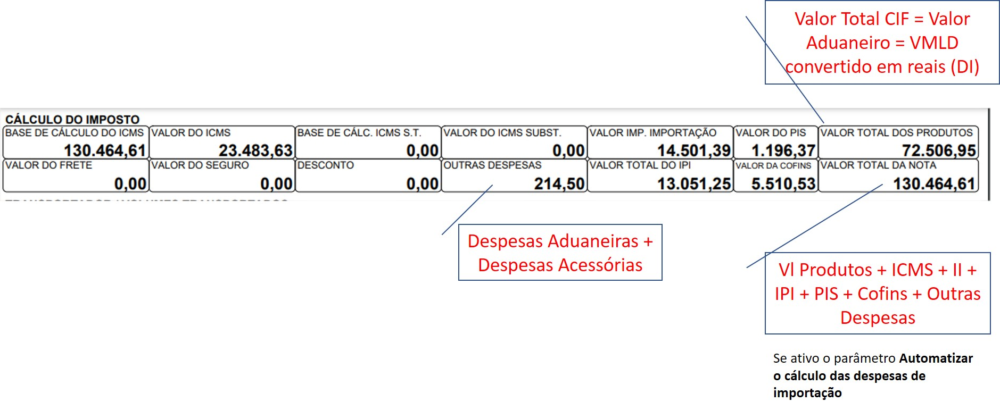 Valor Total CIF = Valor
Aduaneiro = VMLD
convertido em reais (DI)
CÁLCULO DO IMPOSTO
BASE DE CÁLCULO DO ICMS VALOR DO ICMS BASE DE CÁLC. ICMS S.T. VALOR DO ICMS SUBST. VALOR IMP. IMPORTAÇÃO VALOR DO PIS VALOR TOTAL DOS PRODUTOS
130.464,61 23.483,63 0,00 0,00 14.501,39 1.196,37 72.506,95
VALOR DO FRETE VALOR DO SEGURO DESCONTO OUTRAS DESPESAS VALOR TOTAL DO IPI VALOR DA COFINS VALOR TOTAL DA NOTA
0,00 0,00 0,00 214,50 13.051,25 5.510,53 130.464,61
Despesas Aduaneiras +
Despesas Acessórias
Vl Produtos + ICMS + II +
IPI + PIS + Cofins + Outras
Despesas
Se ativo o parâmetro Automatizar
o cálculo das despesas de
importação